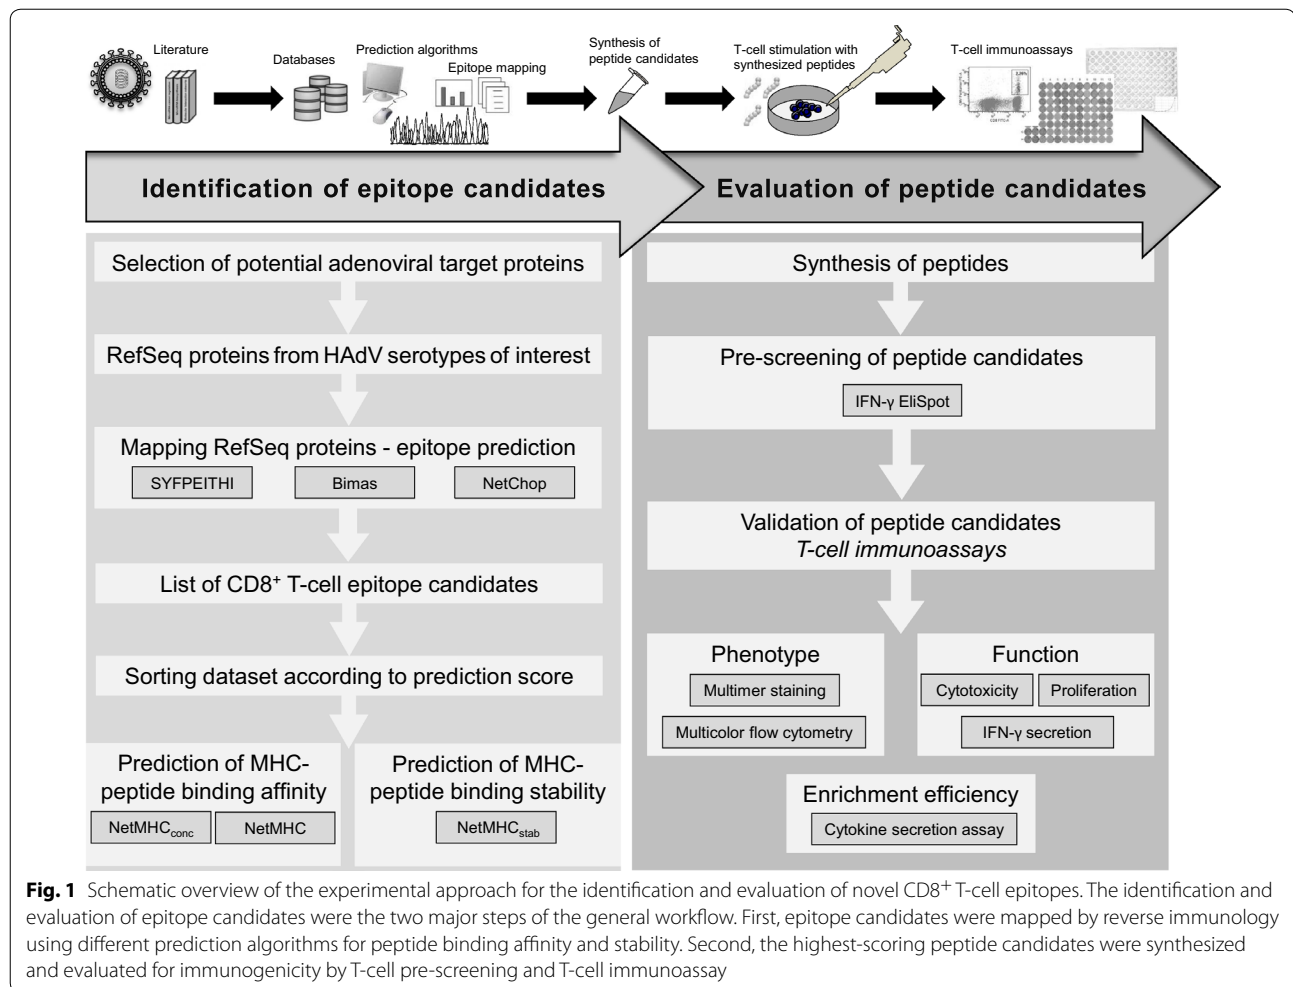 Literature
Databases
Prediction algorithms
Epitope mapping
Synthesis of
peptide candidates
T-cell stimulation with
synthesized peptides
T-cell immunoassays
Identification of epitope candidates
Evaluation of peptide candidates
Selection of potential adenoviral target proteins
RefSeq proteins from HAdV serotypes of interest
Mapping RefSeq proteins - epitope prediction
SYFPEITHI
Bimas
NetChop
List of CD8⁺ T-cell epitope candidates
Sorting dataset according to prediction score
Prediction of MHC-
peptide binding affinity
NetMHCconc
NetMHC
Prediction of MHC-
peptide binding stability
NetMHCstab
Synthesis of peptides
Pre-screening of peptide candidates
IFN-γ EliSpot
Validation of peptide candidates
T-cell immunoassays
Phenotype
Multimer staining
Multicolor flow cytometry
Function
Cytotoxicity
Proliferation
IFN-γ secretion
Enrichment efficiency
Cytokine secretion assay
Fig. 1 Schematic overview of the experimental approach for the identification and evaluation of novel CD8⁺ T-cell epitopes. The identification and
evaluation of epitope candidates were the two major steps of the general workflow. First, epitope candidates were mapped by reverse immunology
using different prediction algorithms for peptide binding affinity and stability. Second, the highest-scoring peptide candidates were synthesized
and evaluated for immunogenicity by T-cell pre-screening and T-cell immunoassay